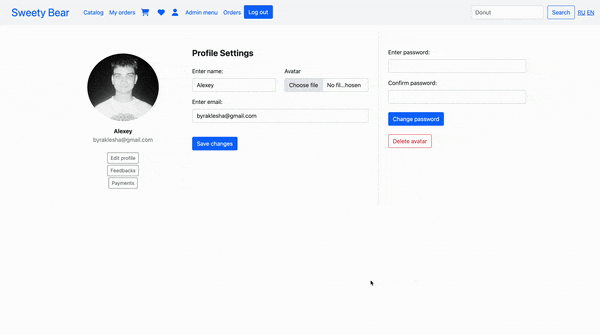 Sweety Bear Catalog My orders Admin menu Orders Log out Donut Search RU EN
Profile Settings
Enter name: Avatar
Alexey Choose file No fil...hosen
Enter email:
byraklesha@gmail.com
Save changes
Alexey
byraklesha@gmail.com
Edit profile
Feedbacks
Payments
Enter password:
Confirm password:
Change password
Delete avatar